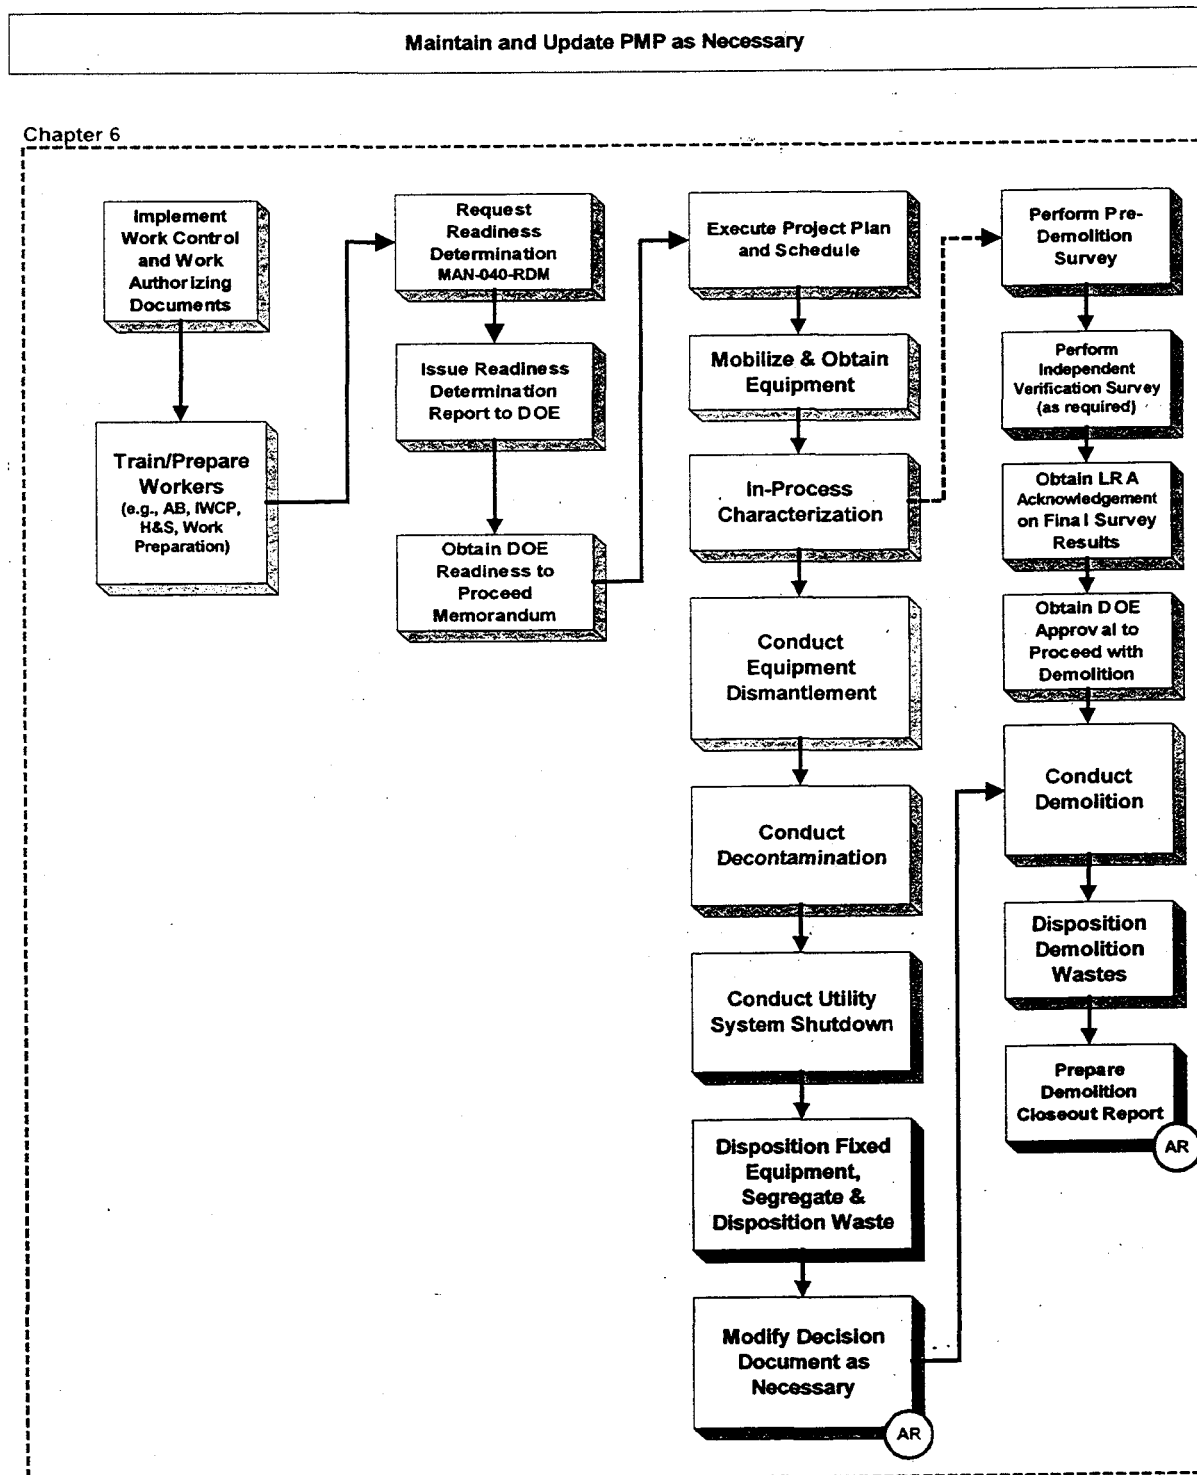 Maintain and Update PMP as Necessary
Chapter 6
Implement
Work Control
and Work
Authorizing
Documents
Train/Prepare
Workers
(e.g., AB, IWCP,
H&S, Work
Preparation)
Request
Readiness
Determination
MAN-040-RDM
Issue Readiness
Determination
Report to DOE
Obtain DOE
Readiness to
Proceed
Memorandum
Execute Project Plan
and Schedule
Mobilize & Obtain
Equipment
In-Process
Characterization
Conduct
Equipment
Dismantlement
Conduct
Decontamination
Conduct Utility
System Shutdown
Disposition Fixed
Equipment,
Segregate &
Disposition Waste
Modify Decision
Document as
Necessary
AR
Perform Pre-
Demolition
Survey
Perform
Independent
Verification Survey
(as required)
Obtain LRA
Acknowledgement
on Final Survey
Results
Obtain DOE
Approval to
Proceed with
Demolition
Conduct
Demolition
Disposition
Demolition
Wastes
Prepare
Demolition
Closeout Report
AR